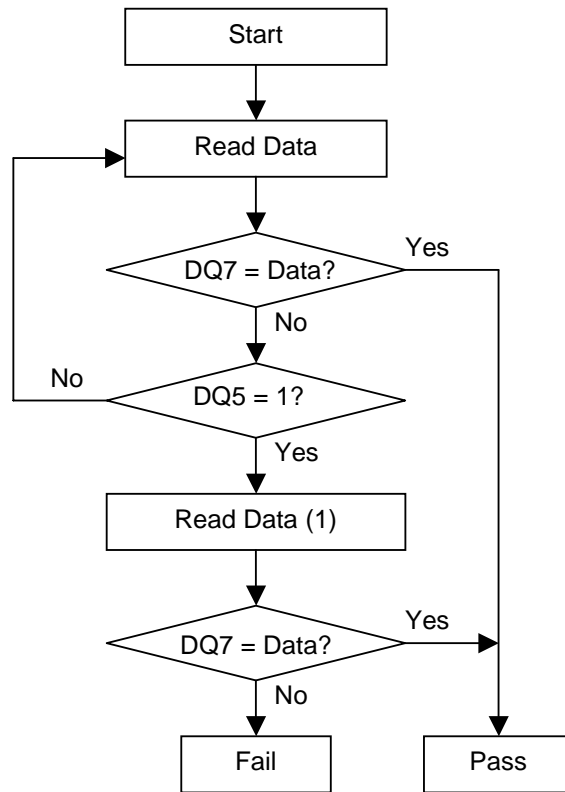 Start
Read Data
Yes
DQ7 = Data?
No
No
DQ5 = 1?
Yes
Read Data (1)
Yes
DQ7 = Data?
No
Fail
Pass